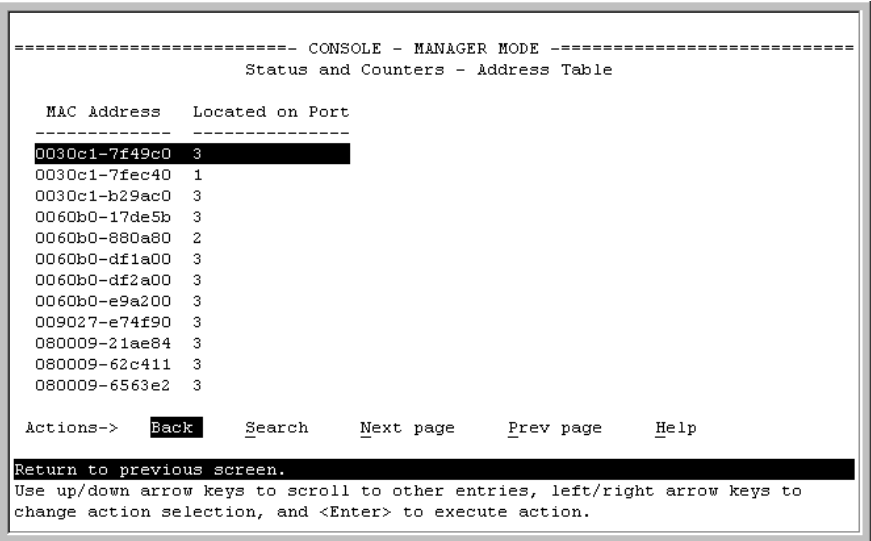 ===========================- CONSOLE - MANAGER MODE -============================
Status and Counters - Address Table
MAC Address Located on Port
------------- ---------------
0030c1-7f49c0 3
0030c1-7fec40 1
0030c1-b29ac0 3
0060b0-17de5b 3
0060b0-880a80 2
0060b0-df1a00 3
0060b0-df2a00 3
0060b0-e9a200 3
009027-e74f90 3
080009-21ae84 3
080009-62c411 3
080009-6563e2 3
Actions-> Back Search Next page Prev page Help
Return to previous screen.
Use up/down arrow keys to scroll to other entries, left/right arrow keys to
change action selection, and <Enter> to execute action.